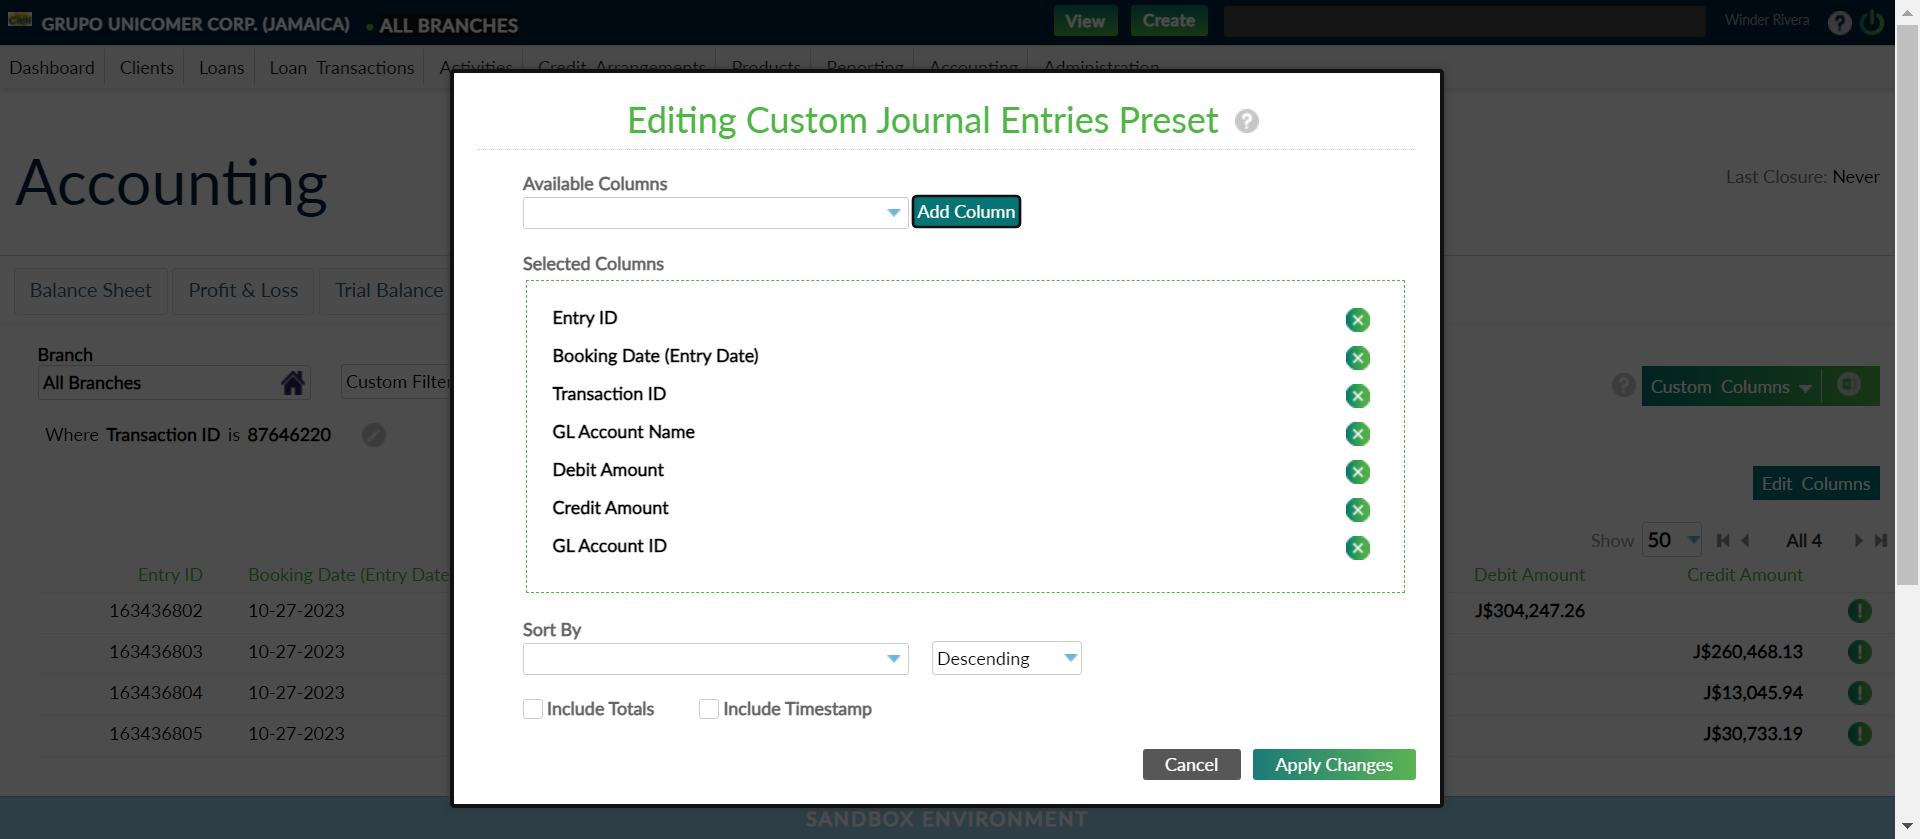 GRUPO UNICOMER CORP. (JAMAICA) • ALL BRANCHES View Create Winder Rivera ?
Dashboard Clients Loans Loan Transactions Activities Credit Arrangements Products Reporting Accounting Administration
Editing Custom Journal Entries Preset ?
Accounting
Last Closure: Never
Available Columns
Add Column
Selected Columns
Balance Sheet Profit & Loss Trial Balance
Entry ID
Booking Date (Entry Date)
Transaction ID
GL Account Name
Debit Amount
Credit Amount
GL Account ID
Branch
All Branches Custom Filter
? Custom Columns
Where Transaction ID is 87646220
Edit Columns
Show 50 All 4
Entry ID Booking Date (Entry Date Debit Amount Credit Amount
163436802 10-27-2023 J$304,247.26
163436803 10-27-2023 J$260,468.13
163436804 10-27-2023 J$13,045.94
163436805 10-27-2023 J$30,733.19
Sort By
Descending
Include Totals Include Timestamp
Cancel Apply Changes
SANDBOX ENVIRONMENT